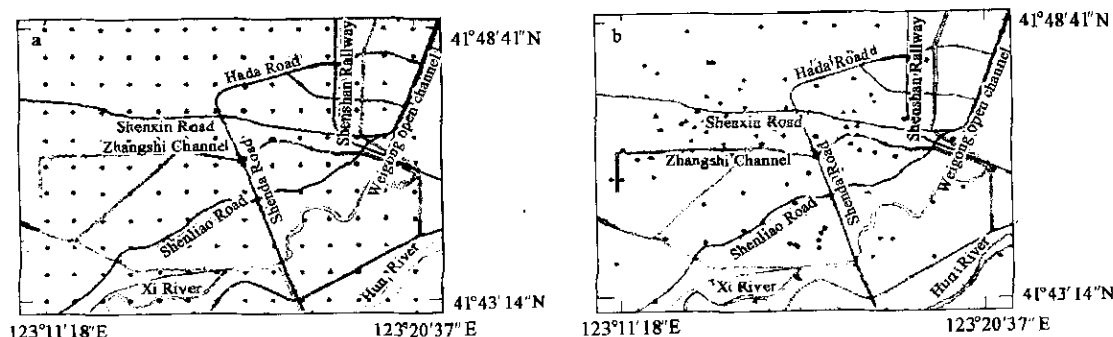 a
41°48′41″N
Hada Road
Shenshan Railway
Weigong open channel
Shenxin Road
Zhangshi Channel
Shenda Road
Shenliao Road
Xi River
Hun River
41°43′14″N
123°11′18″E
123°20′37″E
b
41°48′41″N
Hada Road
Shenshan Railway
Weigong open channel
Shenxin Road
Zhangshi Channel
Shenda Road
Shenliao Road
Xi River
Hun River
41°43′14″N
123°11′18″E
123°20′37″E